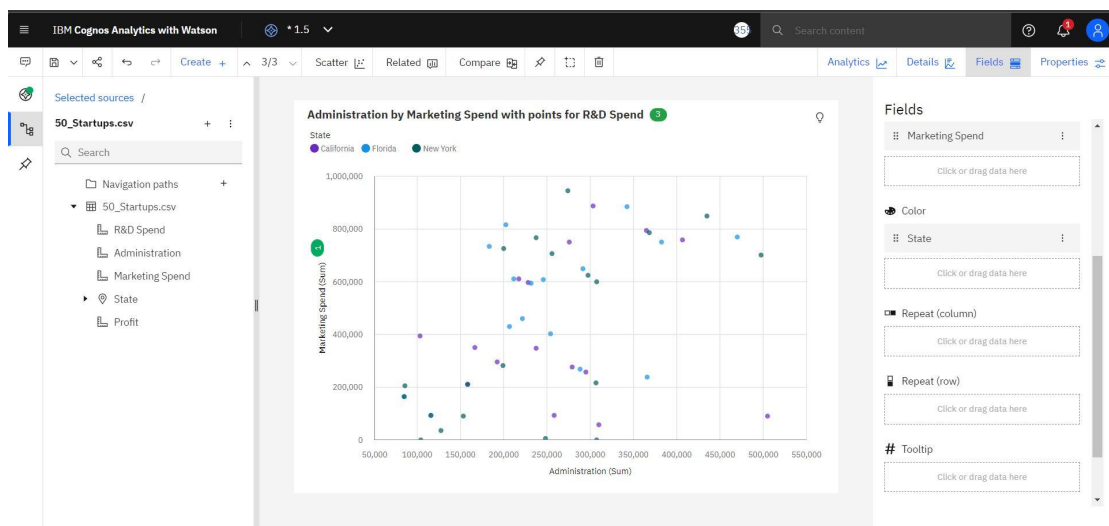 IBM Cognos Analytics with Watson
* 1.5
Search content
1
Create +
3/3
Scatter
Related
Compare
Analytics
Details
Fields
Properties
Selected sources /
50_Startups.csv
Search
Navigation paths
50_Startups.csv
R&D Spend
Administration
Marketing Spend
State
Profit
Administration by Marketing Spend with points for R&D Spend 3
State
California Florida New York
1,000,000
800,000
600,000
400,000
200,000
0
Marketing Spend (Sum)
50,000 100,000 150,000 200,000 250,000 300,000 350,000 400,000 450,000 500,000 550,000
Administration (Sum)
Fields
Marketing Spend
Click or drag data here
Color
State
Click or drag data here
Repeat (column)
Click or drag data here
Repeat (row)
Click or drag data here
# Tooltip
Click or drag data here